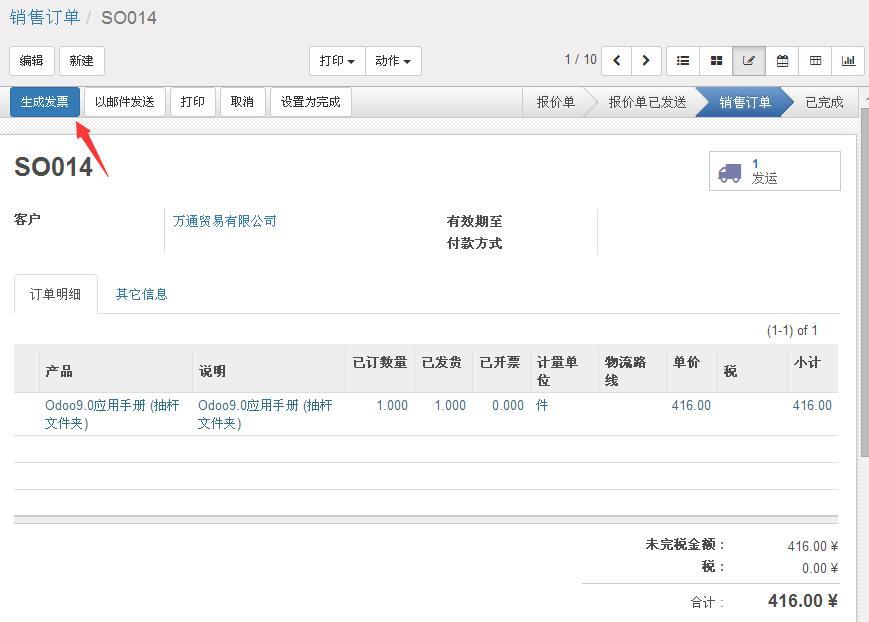 销售订单 / SO014
编辑 新建 打印 动作 1 / 10
生成发票 以邮件发送 打印 取消 设置为完成 报价单 报价单已发送 销售订单 已完成
SO014
1
发运
客户 万通贸易有限公司 有效期至
付款方式
订单明细 其它信息
(1-1) of 1
产品 说明 已订数量 已发货 已开票 计量单位 物流路线 单价 税 小计
Odoo9.0应用手册 (抽杆文件夹) Odoo9.0应用手册 (抽杆文件夹) 1.000 1.000 0.000 件 416.00 416.00
未完税金额 : 416.00 ¥
税 : 0.00 ¥
合计 : 416.00 ¥